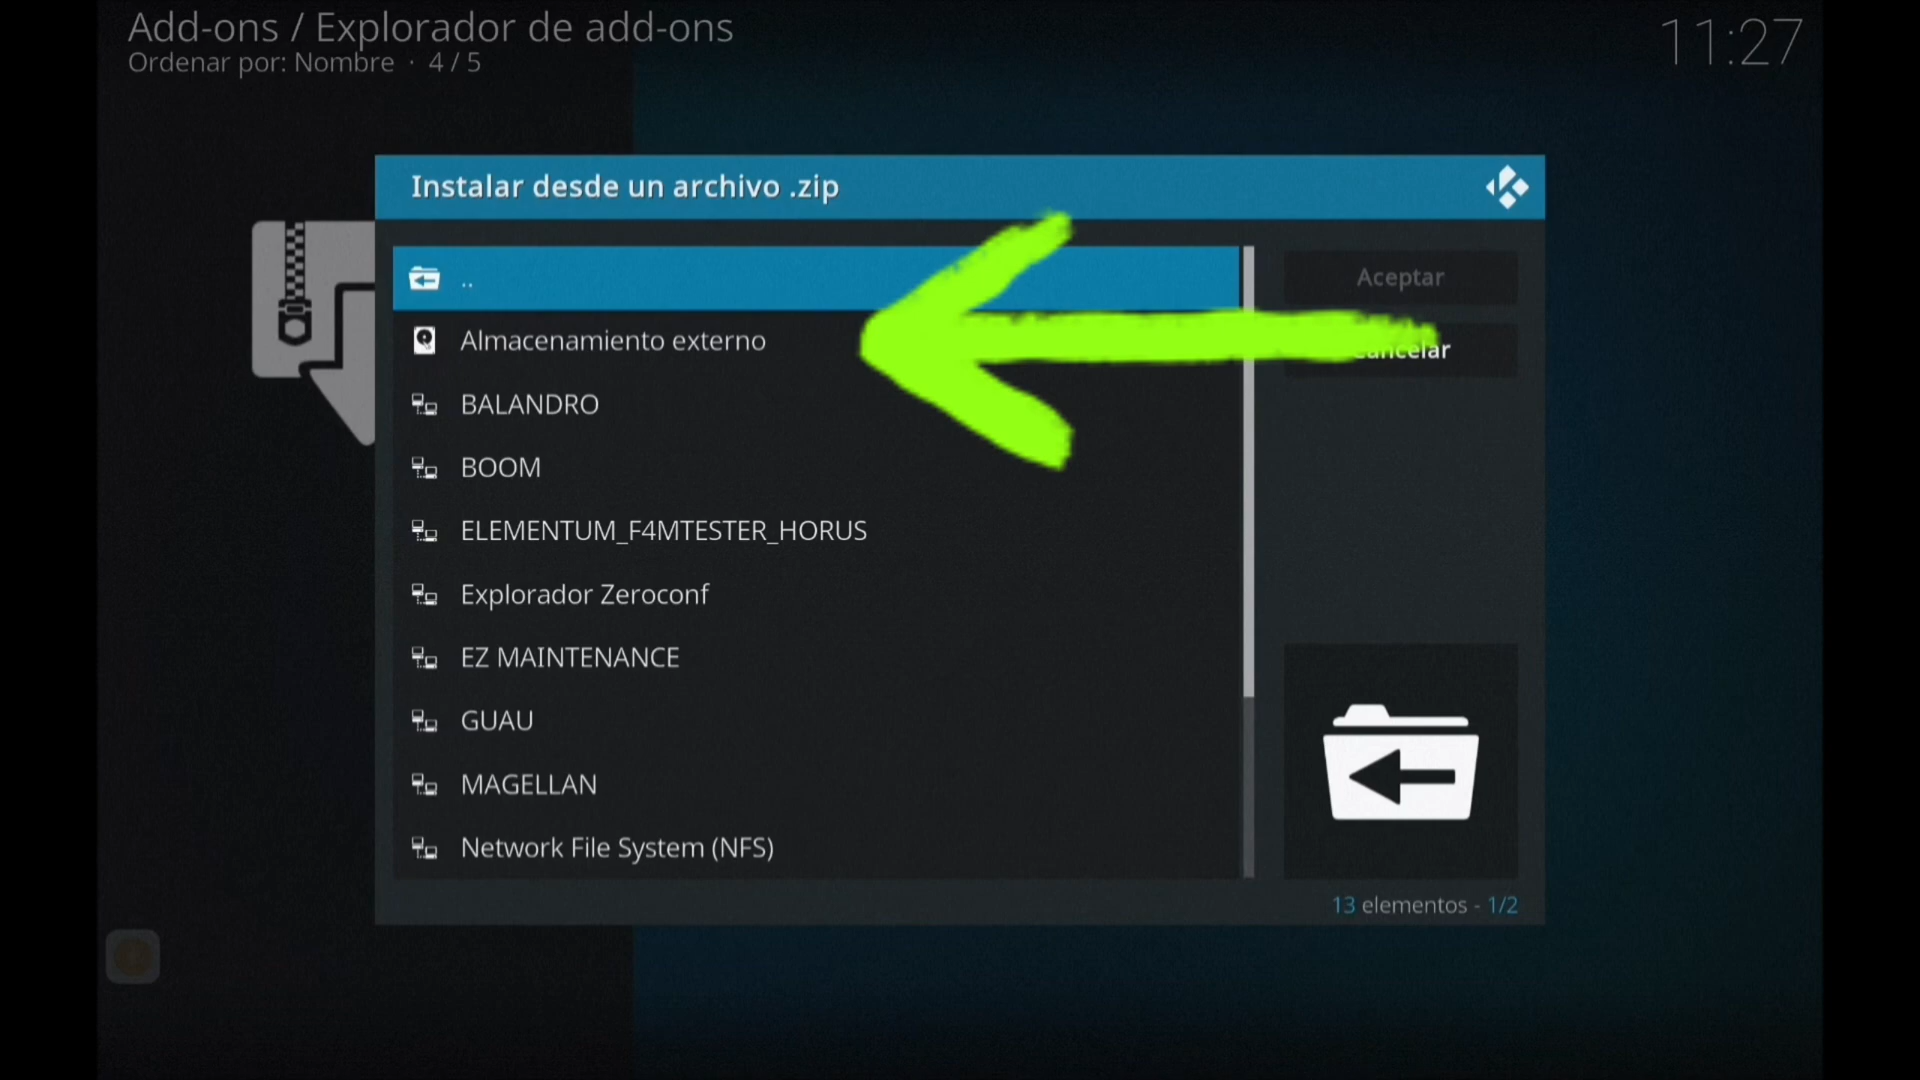 Add-ons / Explorador de add-ons
Ordenar por: Nombre · 4 / 5
11:27
Instalar desde un archivo .zip
..
Almacenamiento externo
BALANDRO
BOOM
ELEMENTUM_F4MTESTER_HORUS
Explorador Zeroconf
EZ MAINTENANCE
GUAU
MAGELLAN
Network File System (NFS)
Aceptar
Cancelar
13 elementos - 1/2